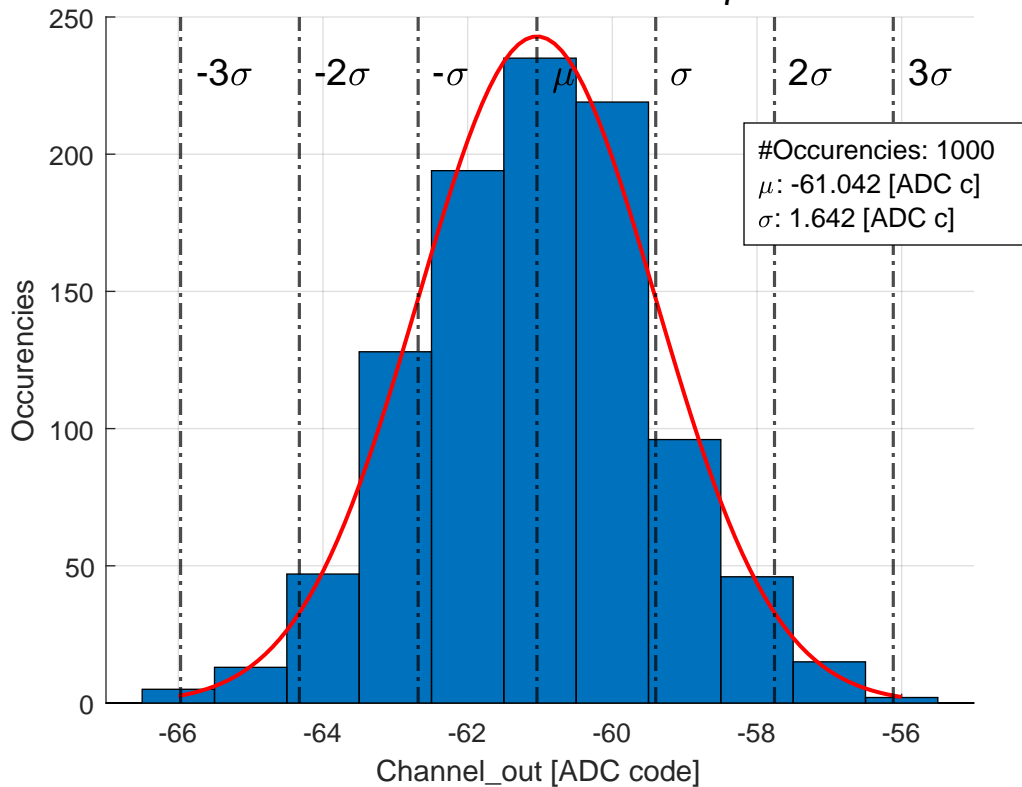 250
200
150
100
50
0
-3σ
-2σ
-σ
μ
σ
2σ
3σ
#Occurencies: 1000
μ: -61.042 [ADC c]
σ: 1.642 [ADC c]
Occurencies
-66
-64
-62
-60
-58
-56
Channel_out [ADC code]